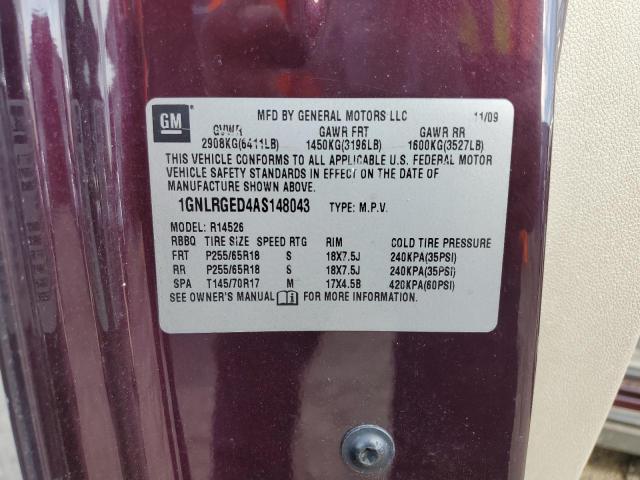 GM
MFD BY GENERAL MOTORS LLC 11/09
GVWR GAWR FRT GAWR RR
2908KG(6411LB) 1450KG(3196LB) 1600KG(3527LB)
THIS VEHICLE CONFORMS TO ALL APPLICABLE U.S. FEDERAL MOTOR
VEHICLE SAFETY STANDARDS IN EFFECT ON THE DATE OF
MANUFACTURE SHOWN ABOVE.
1GNLRGED4AS148043 TYPE: M.P.V.
MODEL: R14526
RBBQ TIRE SIZE SPEED RTG RIM COLD TIRE PRESSURE
FRT P255/65R18 S 18X7.5J 240KPA(35PSI)
RR P255/65R18 S 18X7.5J 240KPA(35PSI)
SPA T145/70R17 M 17X4.5B 420KPA(60PSI)
SEE OWNER'S MANUAL FOR MORE INFORMATION.